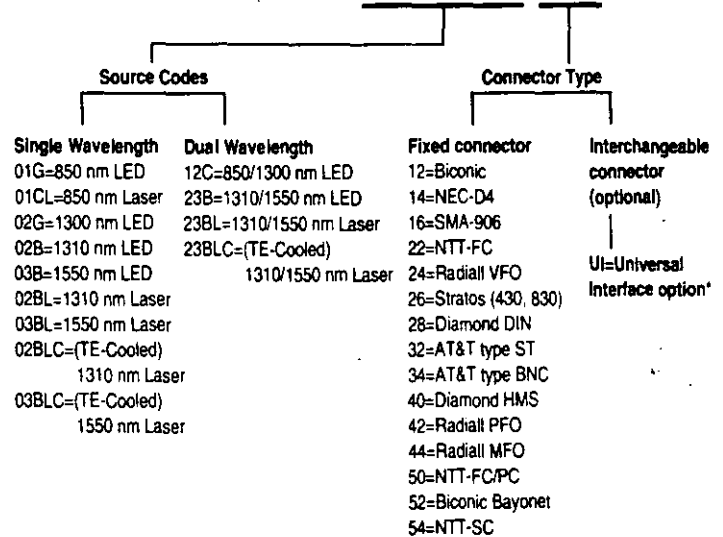 Source Codes
Connector Type
Single Wavelength
01G=850 nm LED
01CL=850 nm Laser
02G=1300 nm LED
02B=1310 nm LED
03B=1550 nm LED
02BL=1310 nm Laser
03BL=1550 nm Laser
02BLC=(TE-Cooled)
1310 nm Laser
03BLC=(TE-Cooled)
1550 nm Laser
Dual Wavelength
12C=850/1300 nm LED
23B=1310/1550 nm LED
23BL=1310/1550 nm Laser
23BLC=(TE-Cooled)
1310/1550 nm Laser
Fixed connector
12=Biconic
14=NEC-D4
16=SMA-906
22=NTT-FC
24=Radiall VFO
26=Stratos (430, 830)
28=Diamond DIN
32=AT&T type ST
34=AT&T type BNC
40=Diamond HMS
42=Radiall PFO
44=Radiall MFO
50=NTT-FC/PC
52=Biconic Bayonet
54=NTT-SC
Interchangeable
connector
(optional)
UI=Universal
Interface option*